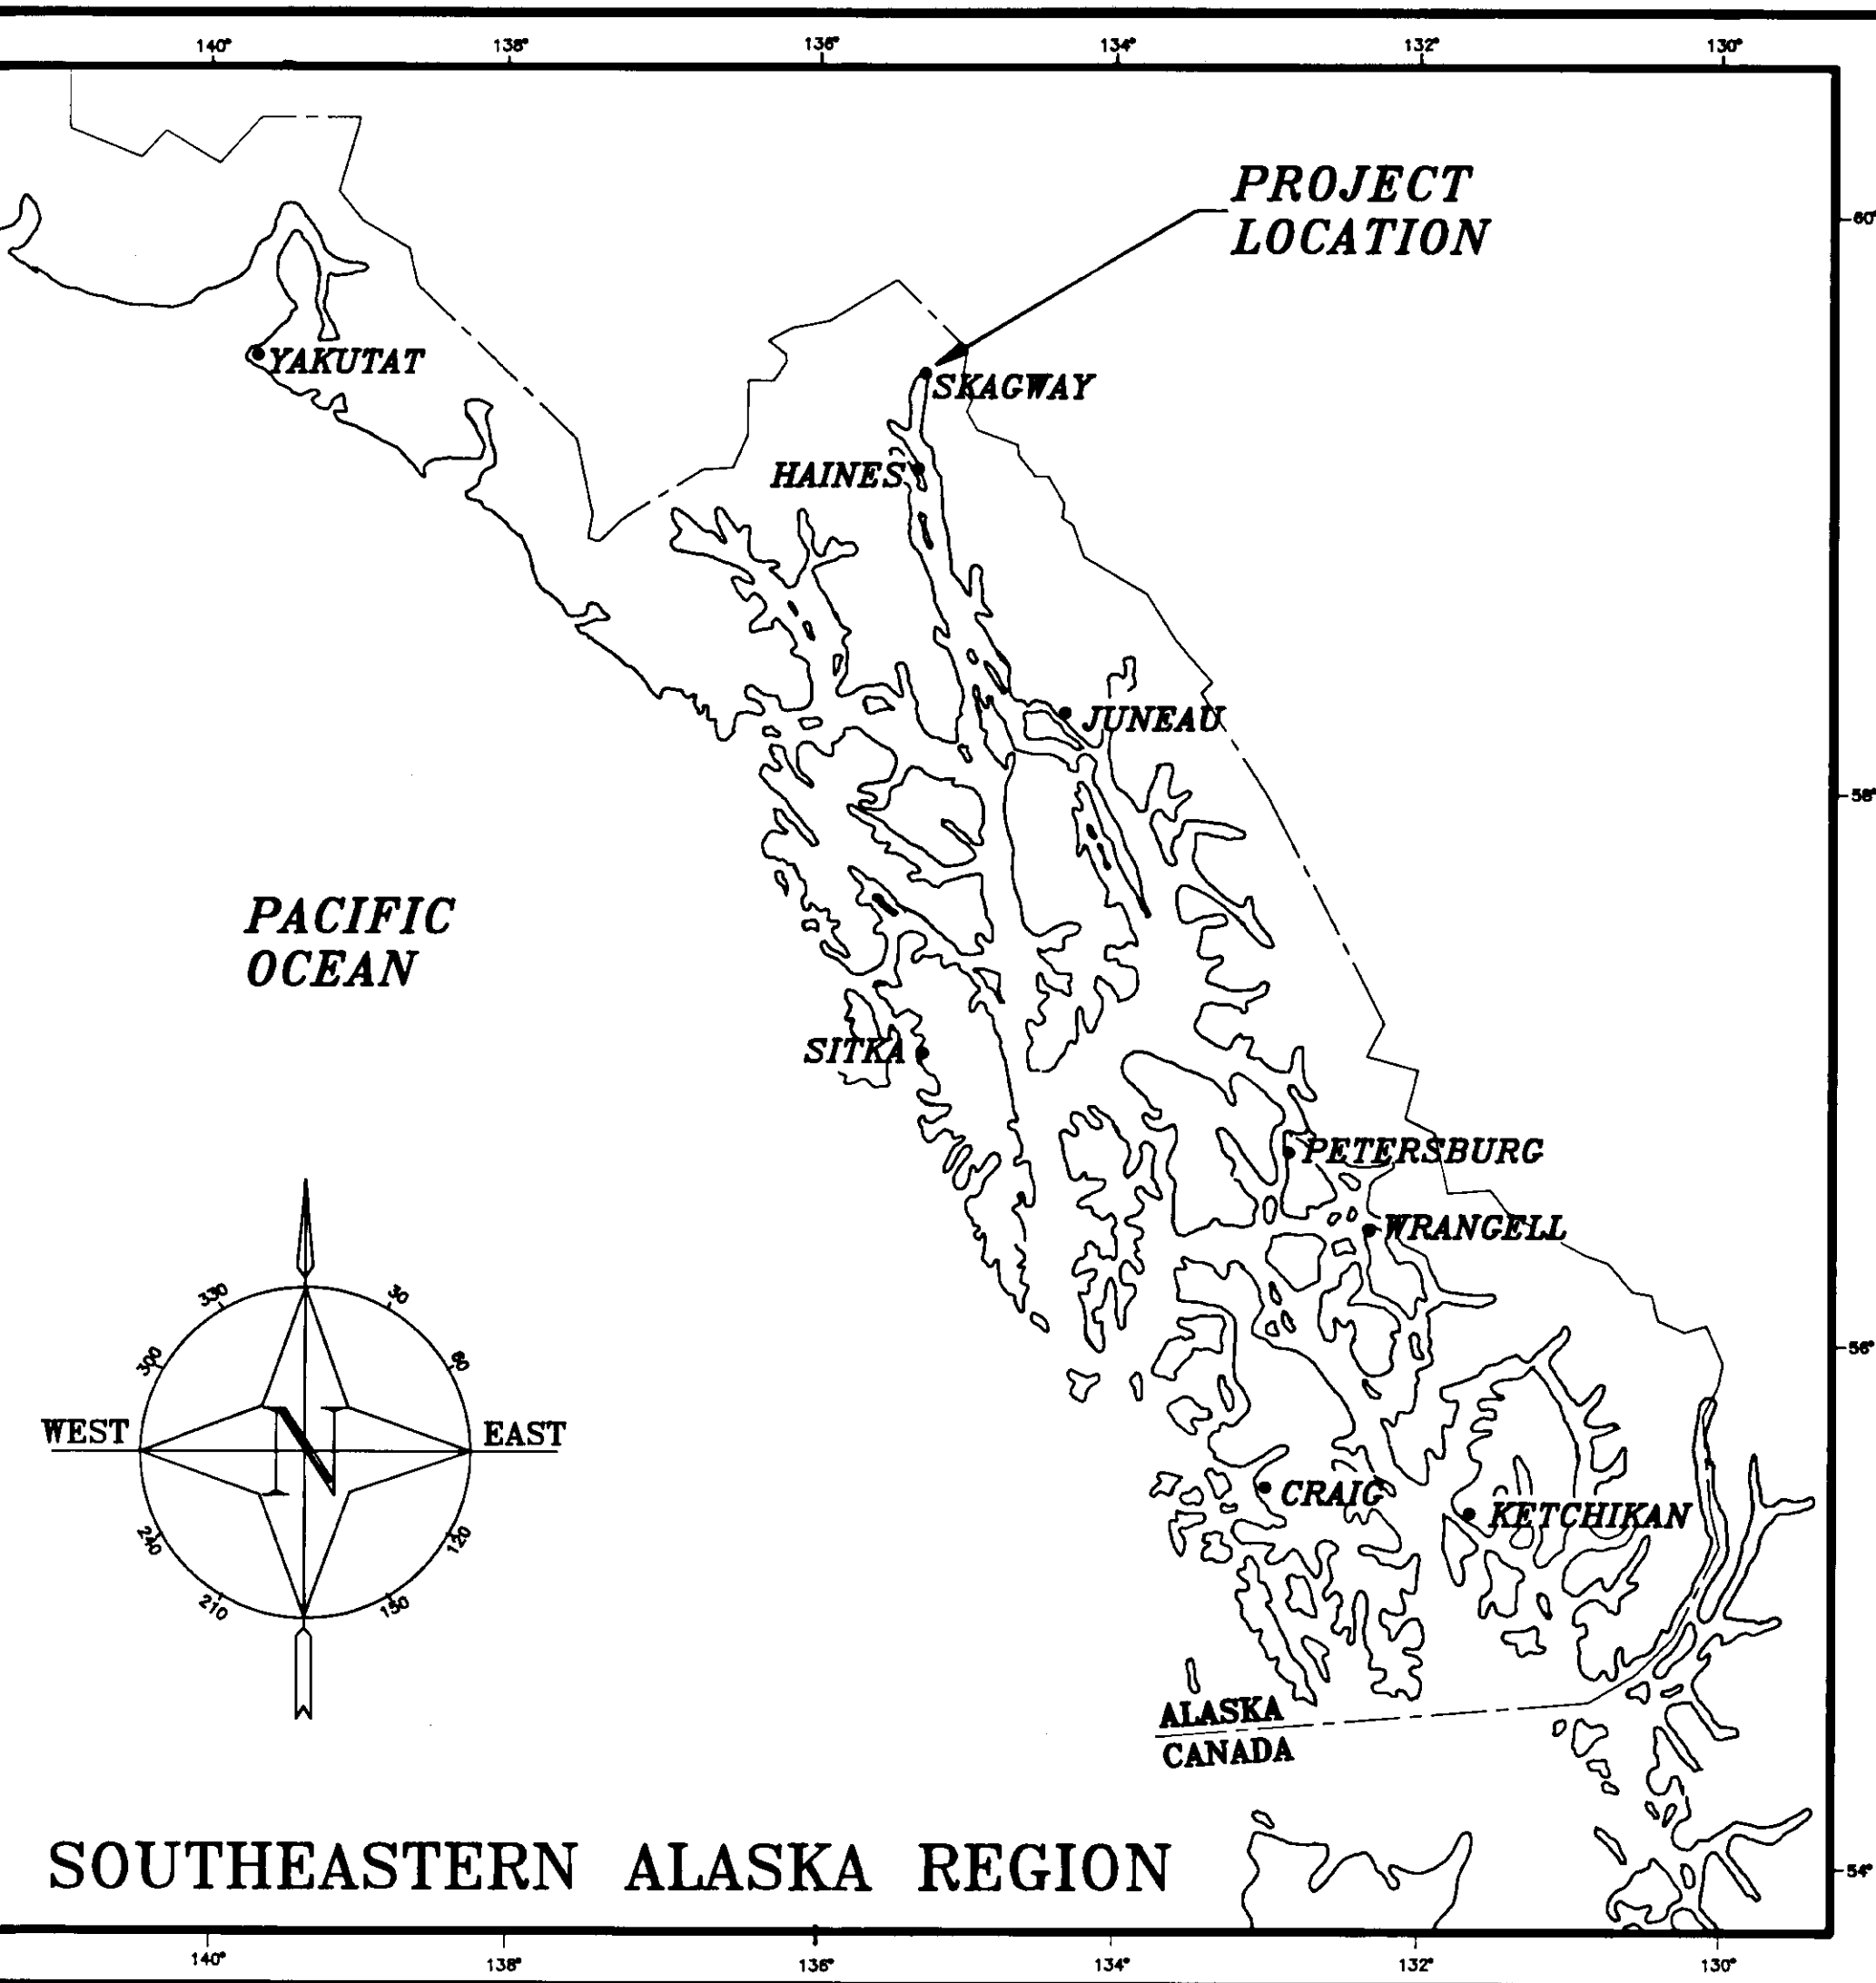 140° 138° 136° 134° 132° 130°
PROJECT
LOCATION
60°
YAKUTAT
SKAGWAY
HAINES
JUNEAU
58°
PACIFIC
OCEAN
SITKA
PETERSBURG
WRANGELL
330 30
300 60
56°
WEST N EAST
CRAIG
KETCHIKAN
240 120
210 150
ALASKA
CANADA
SOUTHEASTERN ALASKA REGION
54°
140° 138° 136° 134° 132° 130°